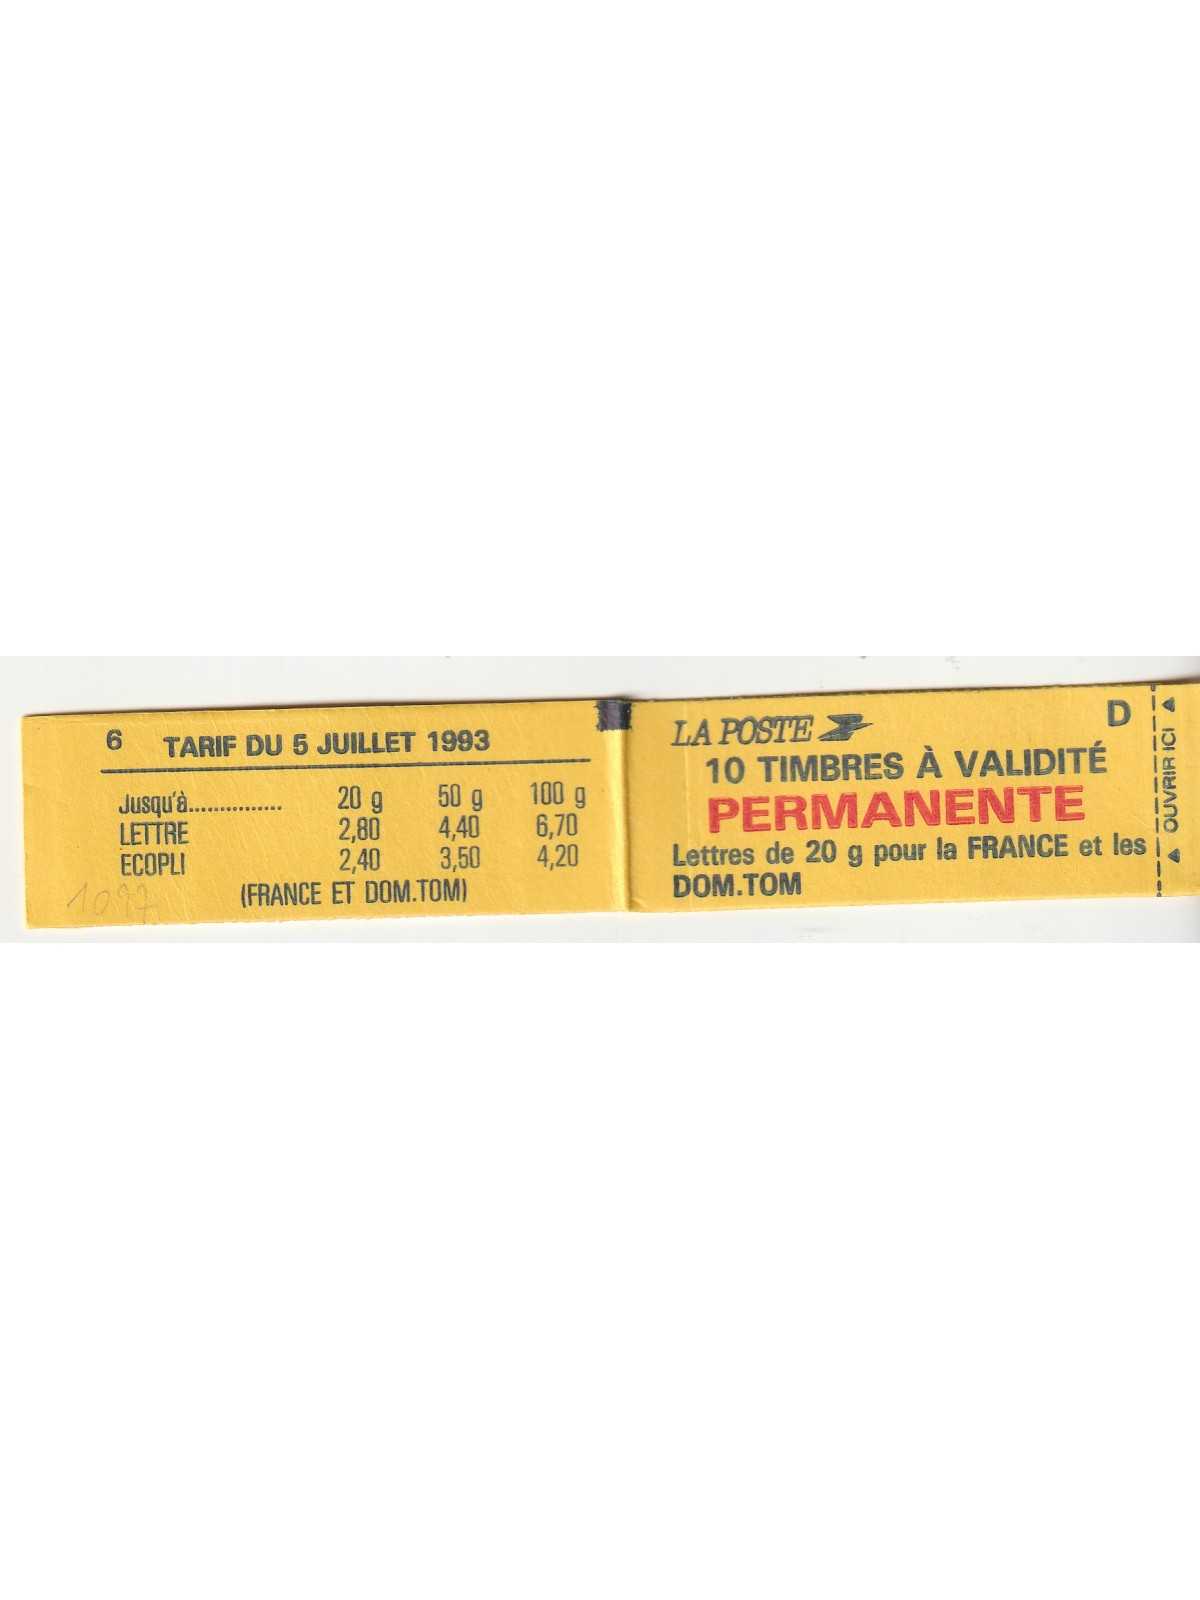 6 TARIF DU 5 JUILLET 1993
Jusqu'à............... 20 g 50 g 100 g
LETTRE 2,80 4,40 6,70
ECOPLI 2,40 3,50 4,20
(FRANCE ET DOM.TOM)
LA POSTE D
10 TIMBRES À VALIDITÉ
PERMANENTE
Lettres de 20 g pour la FRANCE et les
DOM.TOM
OUVRIR ICI